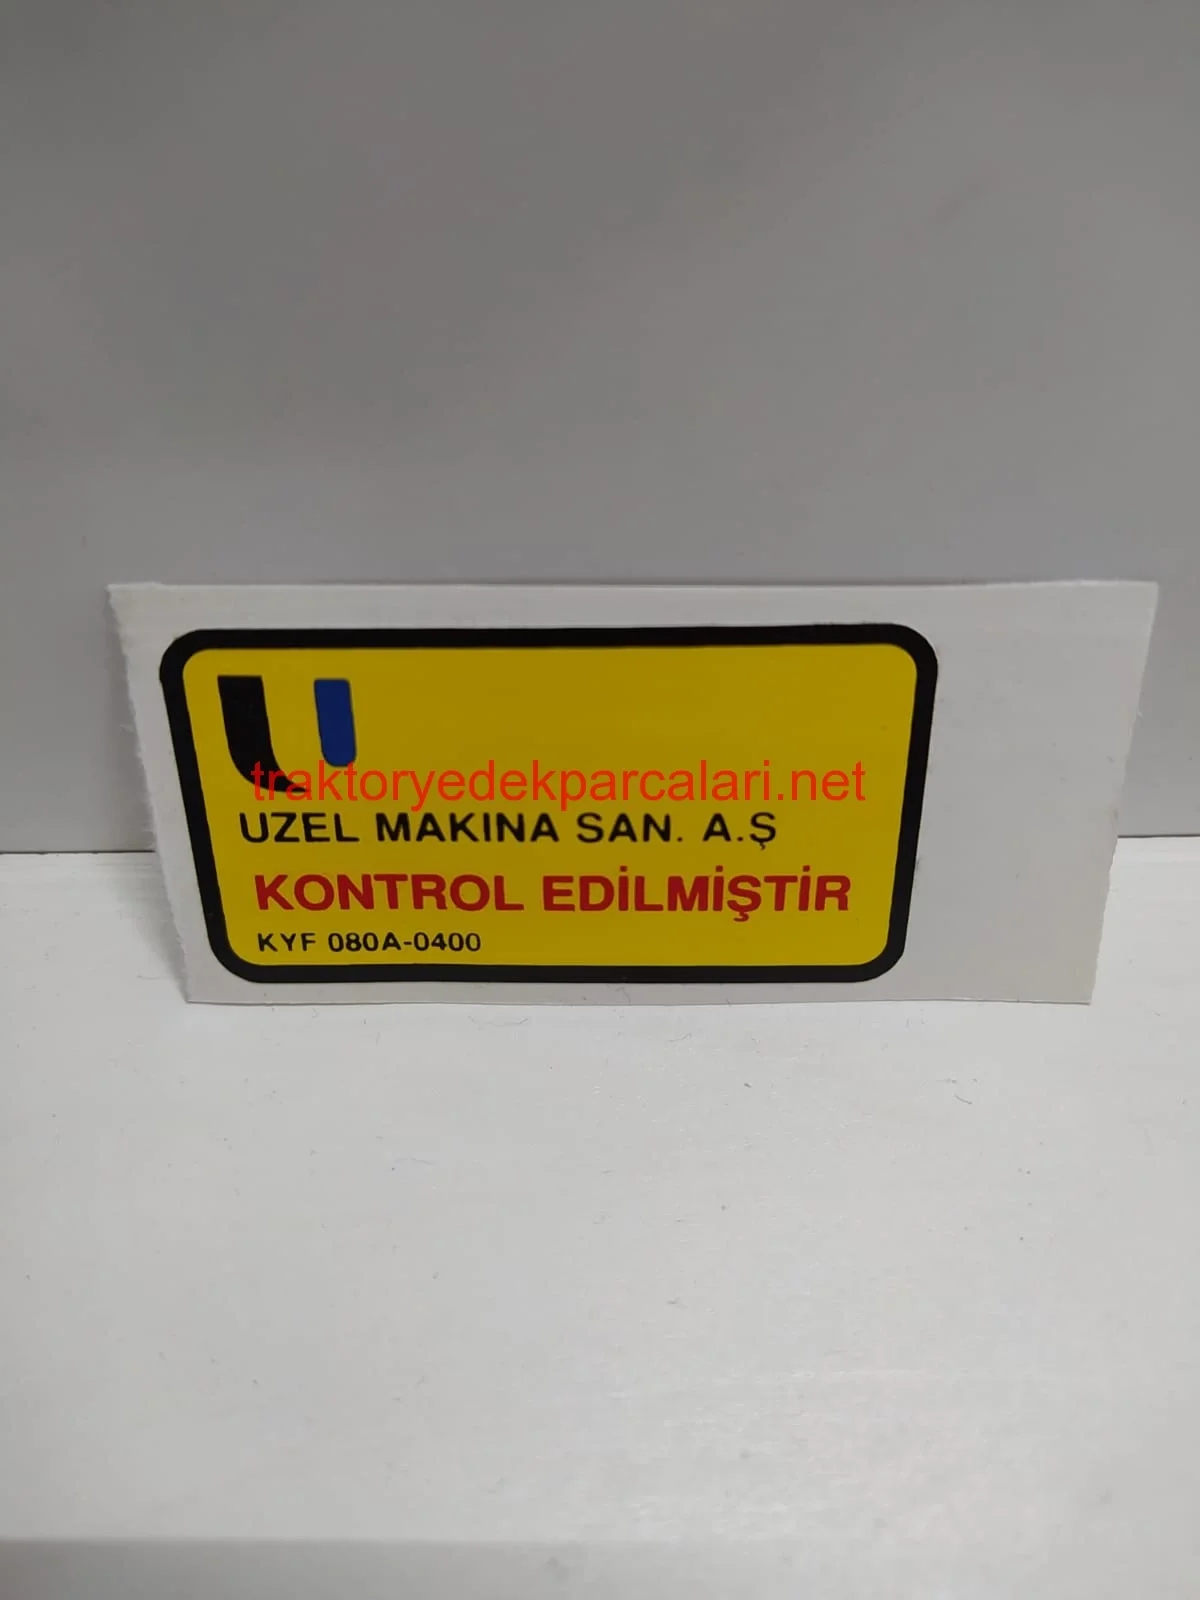 traktoryedekparcalari.net
UZEL MAKINA SAN. A.Ş
KONTROL EDİLMİŞTİR
KYF 080A-0400